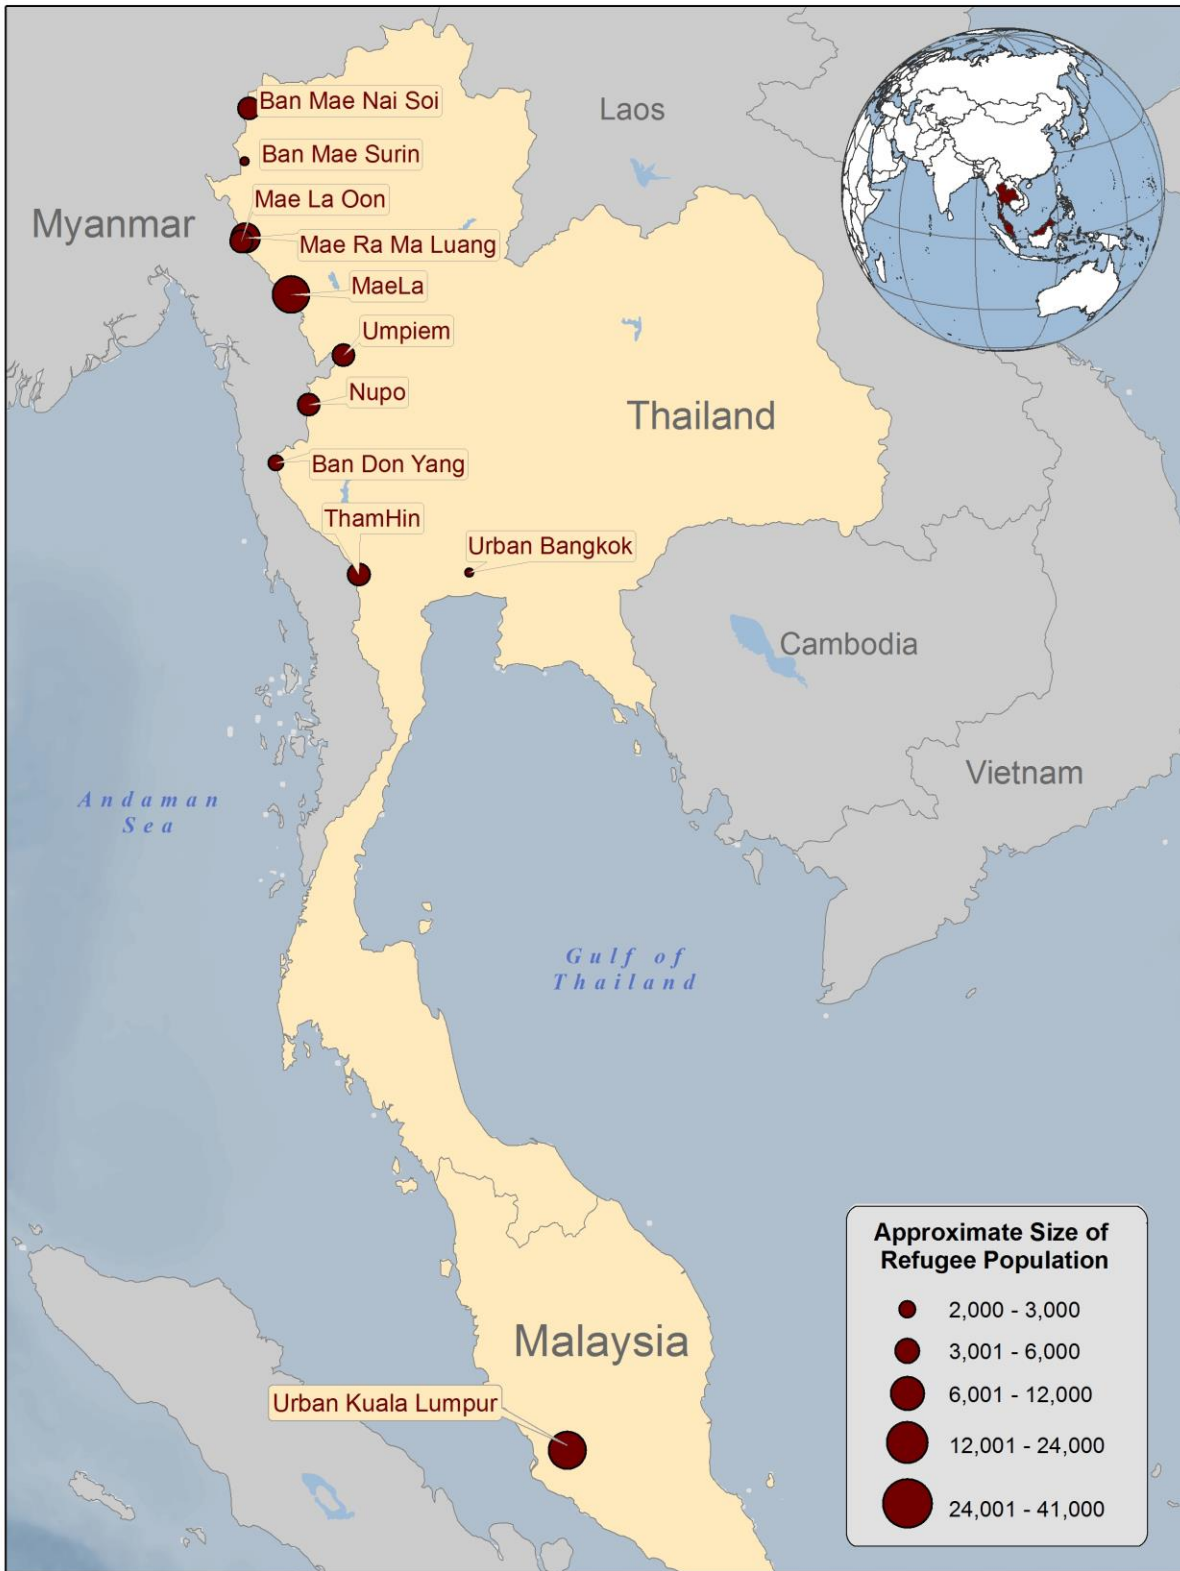 Laos
Ban Mae Nai Soi
Ban Mae Surin
Mae La Oon
Myanmar
Mae Ra Ma Luang
MaeLa
Umpiem
Nupo
Thailand
Ban Don Yang
ThamHin
Urban Bangkok
Cambodia
Vietnam
Andaman
Sea
Gulf of
Thailand
Malaysia
Urban Kuala Lumpur
Approximate Size of
Refugee Population
2,000 - 3,000
3,001 - 6,000
6,001 - 12,000
12,001 - 24,000
24,001 - 41,000